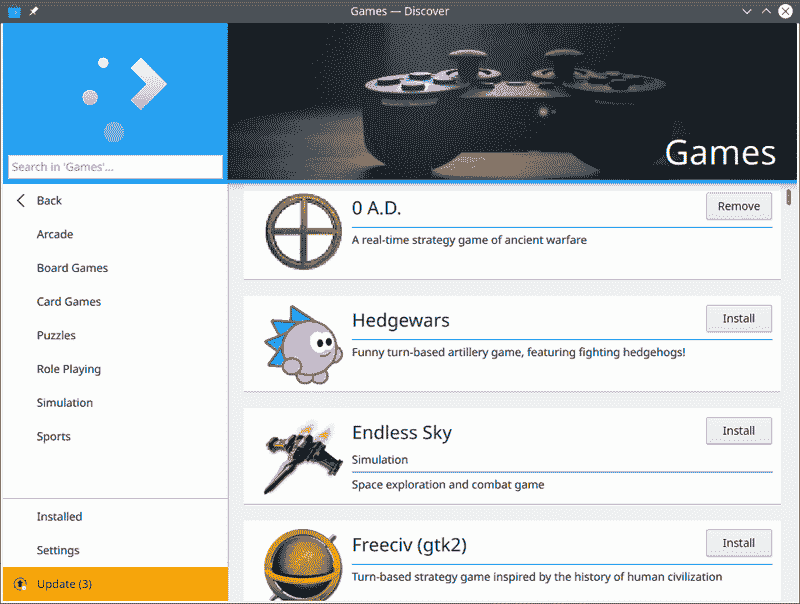 Games — Discover
Games
Search in 'Games'...
Back
Arcade
Board Games
Card Games
Puzzles
Role Playing
Simulation
Sports
Installed
Settings
Update (3)
0 A.D.
Remove
A real-time strategy game of ancient warfare
Hedgewars
Install
Funny turn-based artillery game, featuring fighting hedgehogs!
Endless Sky
Install
Simulation
Space exploration and combat game
Freeciv (gtk2)
Install
Turn-based strategy game inspired by the history of human civilization